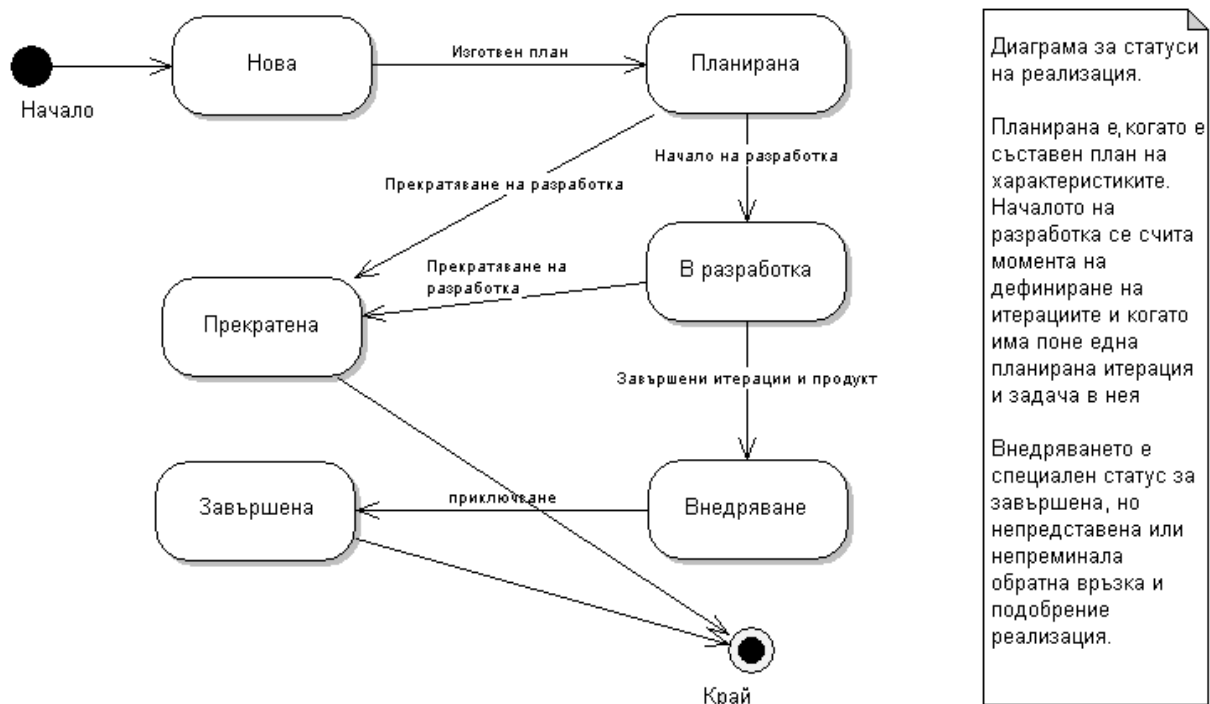 Начало
Нова
Изготвен план
Планирана
Начало на разработка
Прекратяване на разработка
В разработка
Прекратяване на
разработка
Прекратена
Завършени итерации и продукт
Внедряване
приключване
Завършена
Край
Диаграма за статуси
на реализация.
Планирана е, когато е
съставен план на
характеристиките.
Началото на
разработка се счита
момента на
дефиниране на
итерациите и когато
има поне една
планирана итерация
и задача в нея
Внедряването е
специален статус за
завършена, но
непредставена или
непреминала
обратна връзка и
подобрение
реализация.